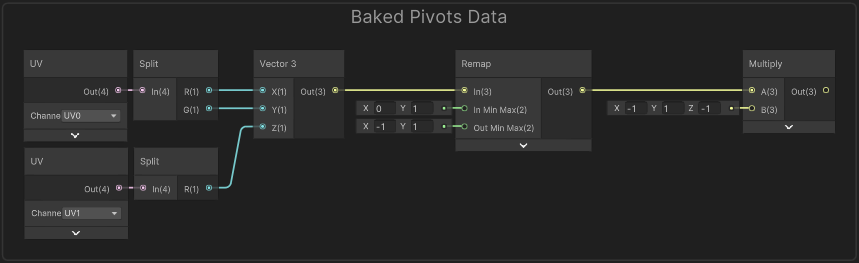 Baked Pivots Data
UV
Out(4)
Channe UV0
Split
In(4) R(1)
G(1)
Vector 3
X(1) Out(3)
Y(1)
Z(1)
X 0 Y 1
X -1 Y 1
Remap
In(3) Out(3)
In Min Max(2)
Out Min Max(2)
X -1 Y 1 Z -1
Multiply
A(3) Out(3)
B(3)
UV
Out(4)
Channe UV1
Split
In(4) R(1)